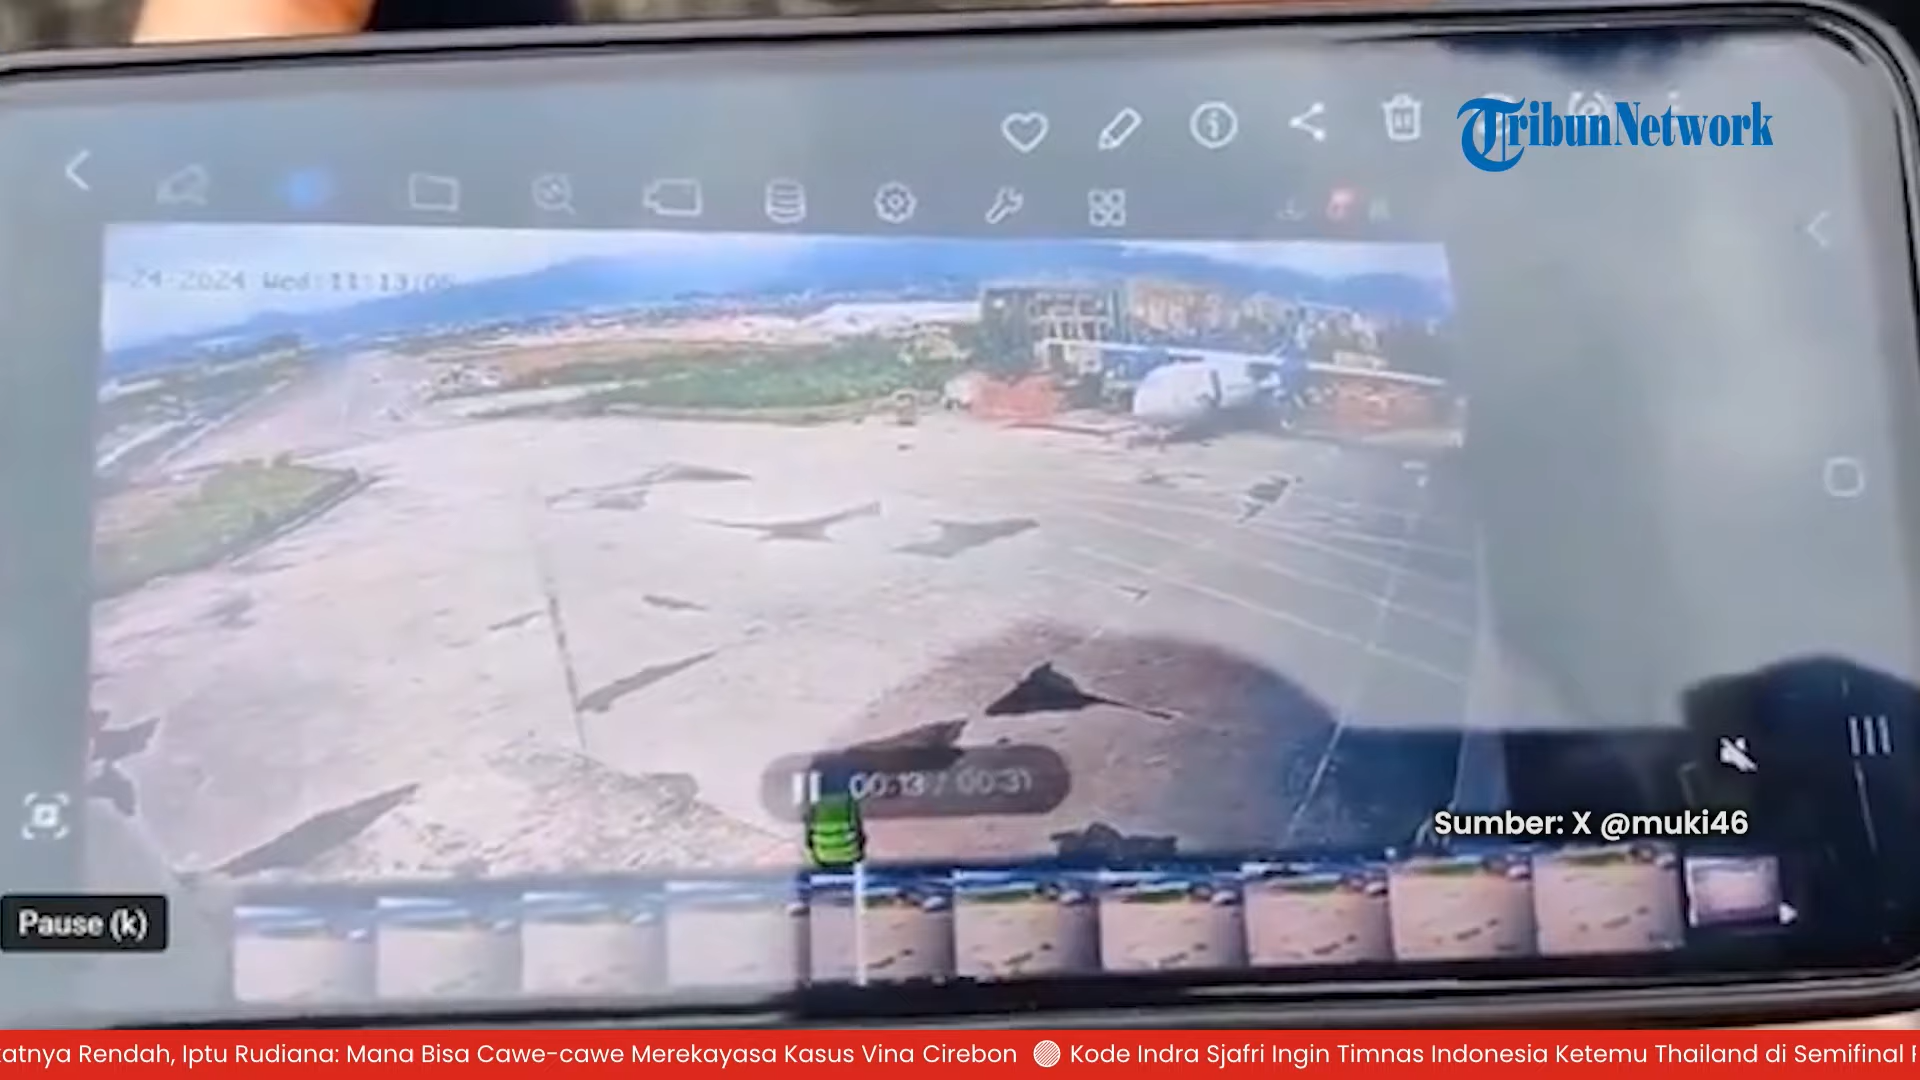 TribunNetwork
24-2024 Wed 11:13:05
00:13 / 00:31
Sumber: X @muki46
Pause (k)
atnya Rendah, Iptu Rudiana: Mana Bisa Cawe-cawe Merekayasa Kasus Vina Cirebon
Kode Indra Sjafri Ingin Timnas Indonesia Ketemu Thailand di Semifinal